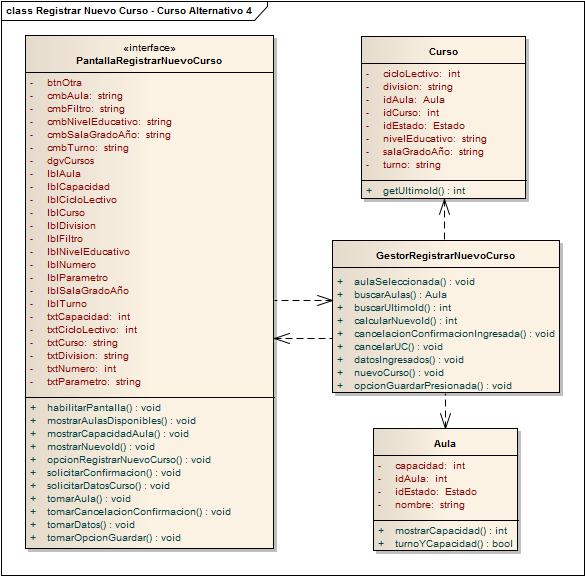 class Registrar Nuevo Curso - Curso Alternativo 4
«interface»
PantallaRegistrarNuevoCurso
- btnOtra
- cmbAula: string
- cmbFiltro: string
- cmbNivelEducativo: string
- cmbSalaGradoAño: string
- cmbTurno: string
- dgvCursos
- lblAula
- lblCapacidad
- lblCicloLectivo
- lblCurso
- lblDivision
- lblFiltro
- lblNivelEducativo
- lblNumero
- lblParametro
- lblSalaGradoAño
- lblTurno
- txtCapacidad: int
- txtCicloLectivo: int
- txtCurso: string
- txtDivision: string
- txtNumero: int
- txtParametro: string
+ habilitarPantalla() : void
+ mostrarAulasDisponibles() : void
+ mostrarCapacidadAula() : void
+ mostrarNuevoId() : void
+ opcionRegistrarNuevoCurso() : void
+ solicitarConfirmacion() : void
+ solicitarDatosCurso() : void
+ tomarAula() : void
+ tomarCancelacionConfirmacion() : void
+ tomarDatos() : void
+ tomarOpcionGuardar() : void
Curso
- cicloLectivo: int
- division: string
- idAula: Aula
- idCurso: int
- idEstado: Estado
- nivelEducativo: string
- salaGradoAño: string
- turno: string
+ getUltimoId() : int
GestorRegistrarNuevoCurso
+ aulaSeleccionada() : void
+ buscarAulas() : Aula
+ buscarUltimoId() : int
+ calcularNuevoId() : int
+ cancelacionConfirmacionIngresada() : void
+ cancelarUC() : void
+ datosIngresados() : void
+ nuevoCurso() : void
+ opcionGuardarPresionada() : void
Aula
- capacidad: int
- idAula: int
- idEstado: Estado
- nombre: string
+ mostrarCapacidad() : int
+ turnoYCapacidad() : bool